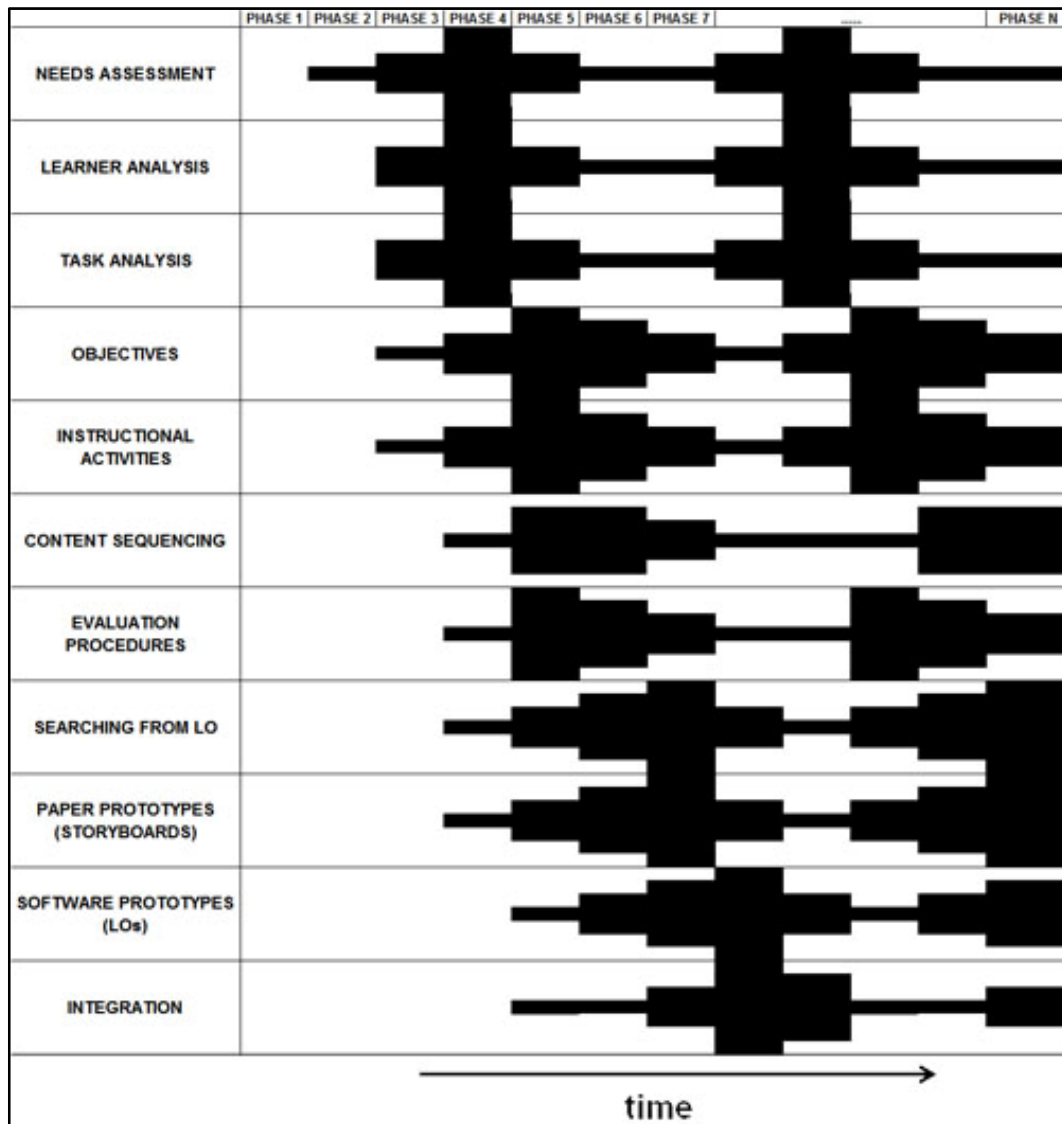 PHASE 1 PHASE 2 PHASE 3 PHASE 4 PHASE 5 PHASE 6 PHASE 7 ..... PHASE N
NEEDS ASSESSMENT
LEARNER ANALYSIS
TASK ANALYSIS
OBJECTIVES
INSTRUCTIONAL
ACTIVITIES
CONTENT SEQUENCING
EVALUATION
PROCEDURES
SEARCHING FROM LO
PAPER PROTOTYPES
(STORYBOARDS)
SOFTWARE PROTOTYPES
(LOs)
INTEGRATION
time